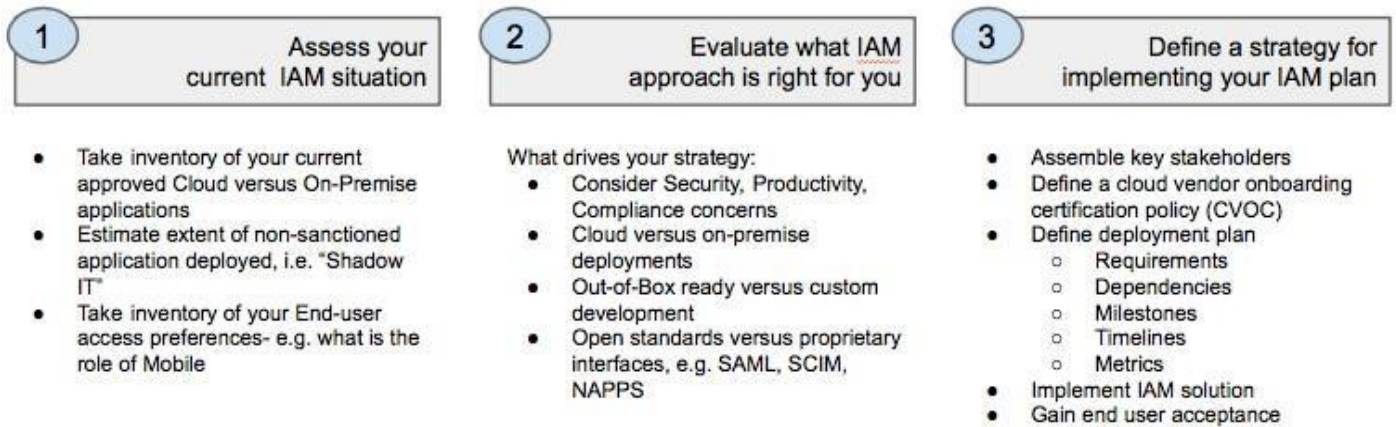 1
Assess your
current IAM situation
● Take inventory of your current
approved Cloud versus On-Premise
applications
● Estimate extent of non-sanctioned
application deployed, i.e. "Shadow
IT"
● Take inventory of your End-user
access preferences- e.g. what is the
role of Mobile
2
Evaluate what IAM
approach is right for you
What drives your strategy:
● Consider Security, Productivity,
Compliance concerns
● Cloud versus on-premise
deployments
● Out-of-Box ready versus custom
development
● Open standards versus proprietary
interfaces, e.g. SAML, SCIM,
NAPPS
3
Define a strategy for
implementing your IAM plan
● Assemble key stakeholders
● Define a cloud vendor onboarding
certification policy (CVOC)
● Define deployment plan
○ Requirements
○ Dependencies
○ Milestones
○ Timelines
○ Metrics
● Implement IAM solution
● Gain end user acceptance